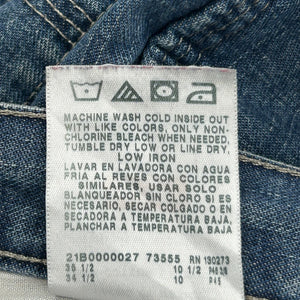 MACHINE WASH COLD INSIDE OUT
WITH LIKE COLORS, ONLY NON-
CHLORINE BLEACH WHEN NEEDED,
TUMBLE DRY LOW OR LINE DRY
LOW IRON
LAVAR EN LAVADORA CON AGUA
FRIA AL REVES CON COLORES
SIMILARES, USAR SOLO
BLANQUEADOR SIN CLORO SI ES
NECESARIO, SECAR COLGADO O
A TEMPERATURA BAJA,
PLANCHAR A TEMPERATURA BAJA
21B0000027 73555 RN 130273
36 1/2 10 1/2
34 1/2 10